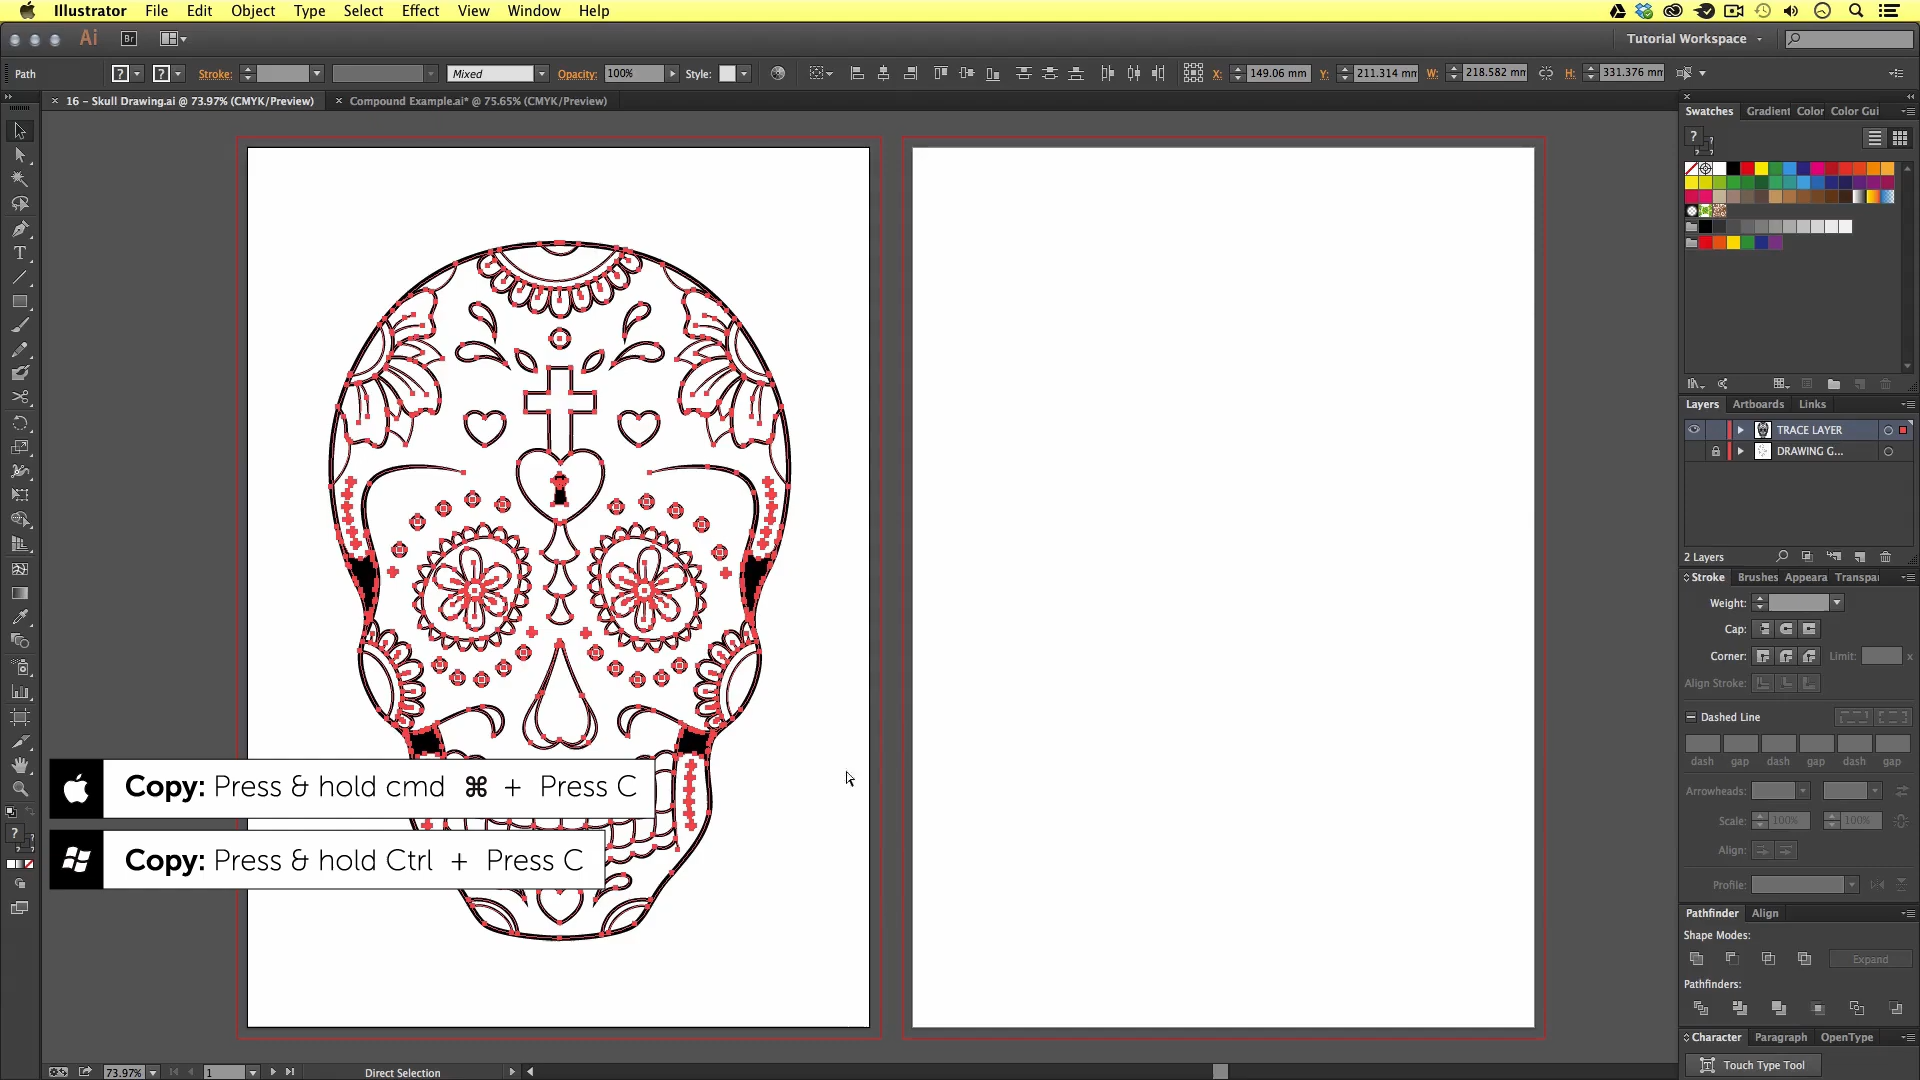 Illustrator File Edit Object Type Select Effect View Window Help
Ai Br Tutorial Workspace
Path ? ? Stroke: Mixed Opacity: 100% Style: X: 149.06 mm Y: 211.314 mm W: 218.582 mm H: 331.376 mm
× 16 - Skull Drawing.ai @ 73.97% (CMYK/Preview) × Compound Example.ai* @ 75.65% (CMYK/Preview)
Swatches Gradient Color Color Gui
?
Layers Artboards Links
TRACE LAYER
DRAWING G...
2 Layers
Stroke Brushes Appeara Transpa
Weight:
Cap:
Corner: Limit: x
Align Stroke:
Dashed Line
dash gap dash gap dash gap
Arrowheads:
Scale: 100% 100%
Align:
Profile:
Pathfinder Align
Shape Modes:
Expand
Pathfinders:
Character Paragraph OpenType
Touch Type Tool
Copy: Press & hold cmd ⌘ + Press C
Copy: Press & hold Ctrl + Press C
?
73.97% 1 Direct Selection